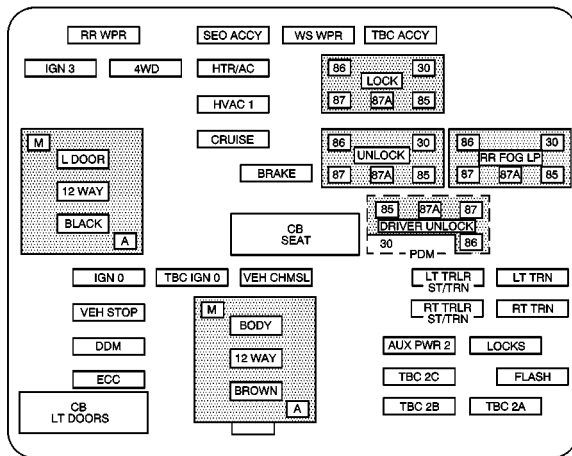 RR WPR
SEO ACCY
WS WPR
TBC ACCY
IGN 3
4WD
HTR/AC
86
30
LOCK
87
87A
85
HVAC 1
CRUISE
M
L DOOR
12 WAY
BLACK
A
86
30
UNLOCK
87
87A
85
86
30
RR FOG LP
87
87A
85
BRAKE
CB
SEAT
85
87A
87
DRIVER UNLOCK
30
86
PDM
IGN 0
TBC IGN 0
VEH CHMSL
LT TRLR
ST/TRN
LT TRN
VEH STOP
RT TRLR
ST/TRN
RT TRN
M
BODY
12 WAY
BROWN
A
DDM
AUX PWR 2
LOCKS
ECC
TBC 2C
FLASH
CB
LT DOORS
TBC 2B
TBC 2A